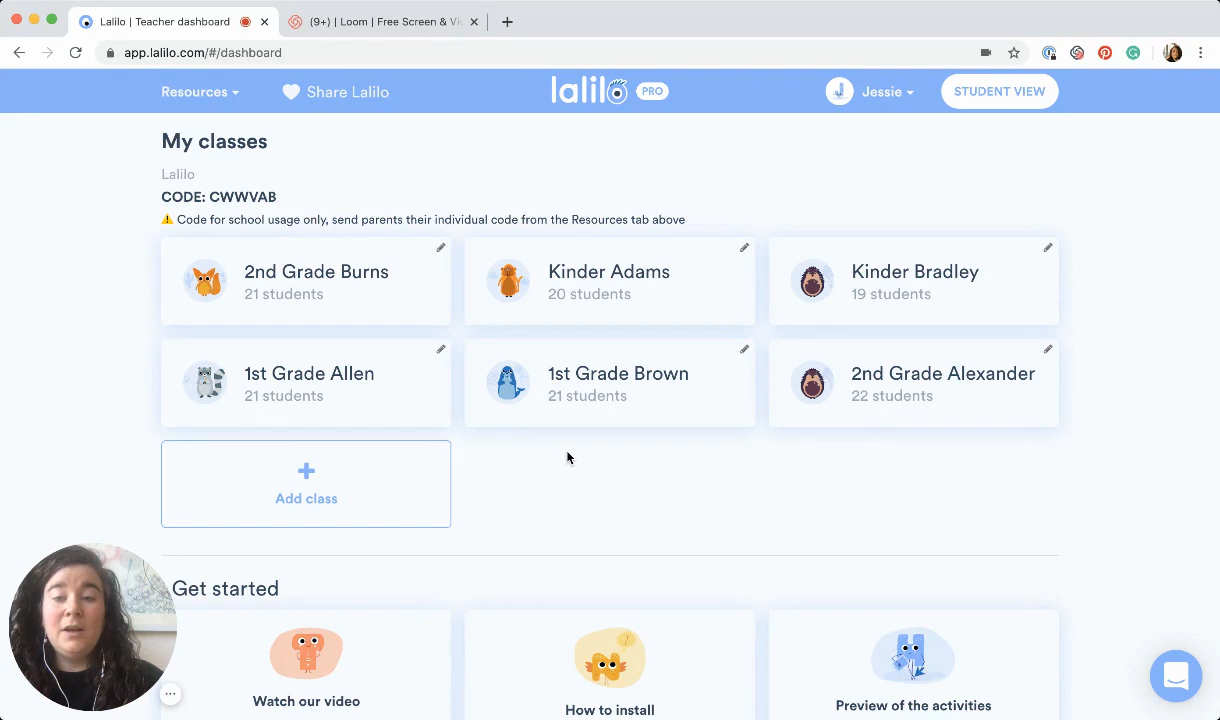 Lalilo | Teacher dashboard
(9+) | Loom | Free Screen & Vi
app.lalilo.com/#/dashboard
Resources
Share Lalilo
lalilo PRO
Jessie
STUDENT VIEW
My classes
Lalilo
CODE: CWWVAB
Code for school usage only, send parents their individual code from the Resources tab above
2nd Grade Burns
21 students
Kinder Adams
20 students
Kinder Bradley
19 students
1st Grade Allen
21 students
1st Grade Brown
21 students
2nd Grade Alexander
22 students
+
Add class
Get started
Watch our video
How to install
Preview of the activities